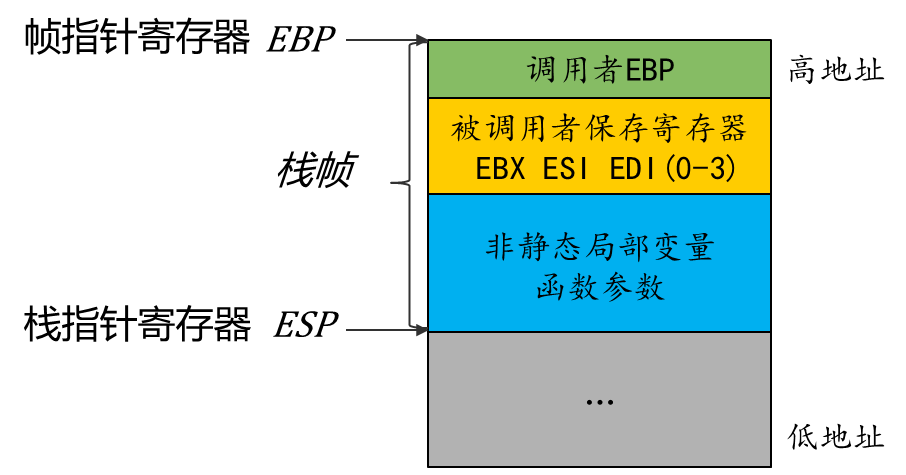 帧指针寄存器 EBP
调用者EBP
高地址
被调用者保存寄存器
EBX ESI EDI(0-3)
栈帧
非静态局部变量
函数参数
栈指针寄存器 ESP
...
低地址